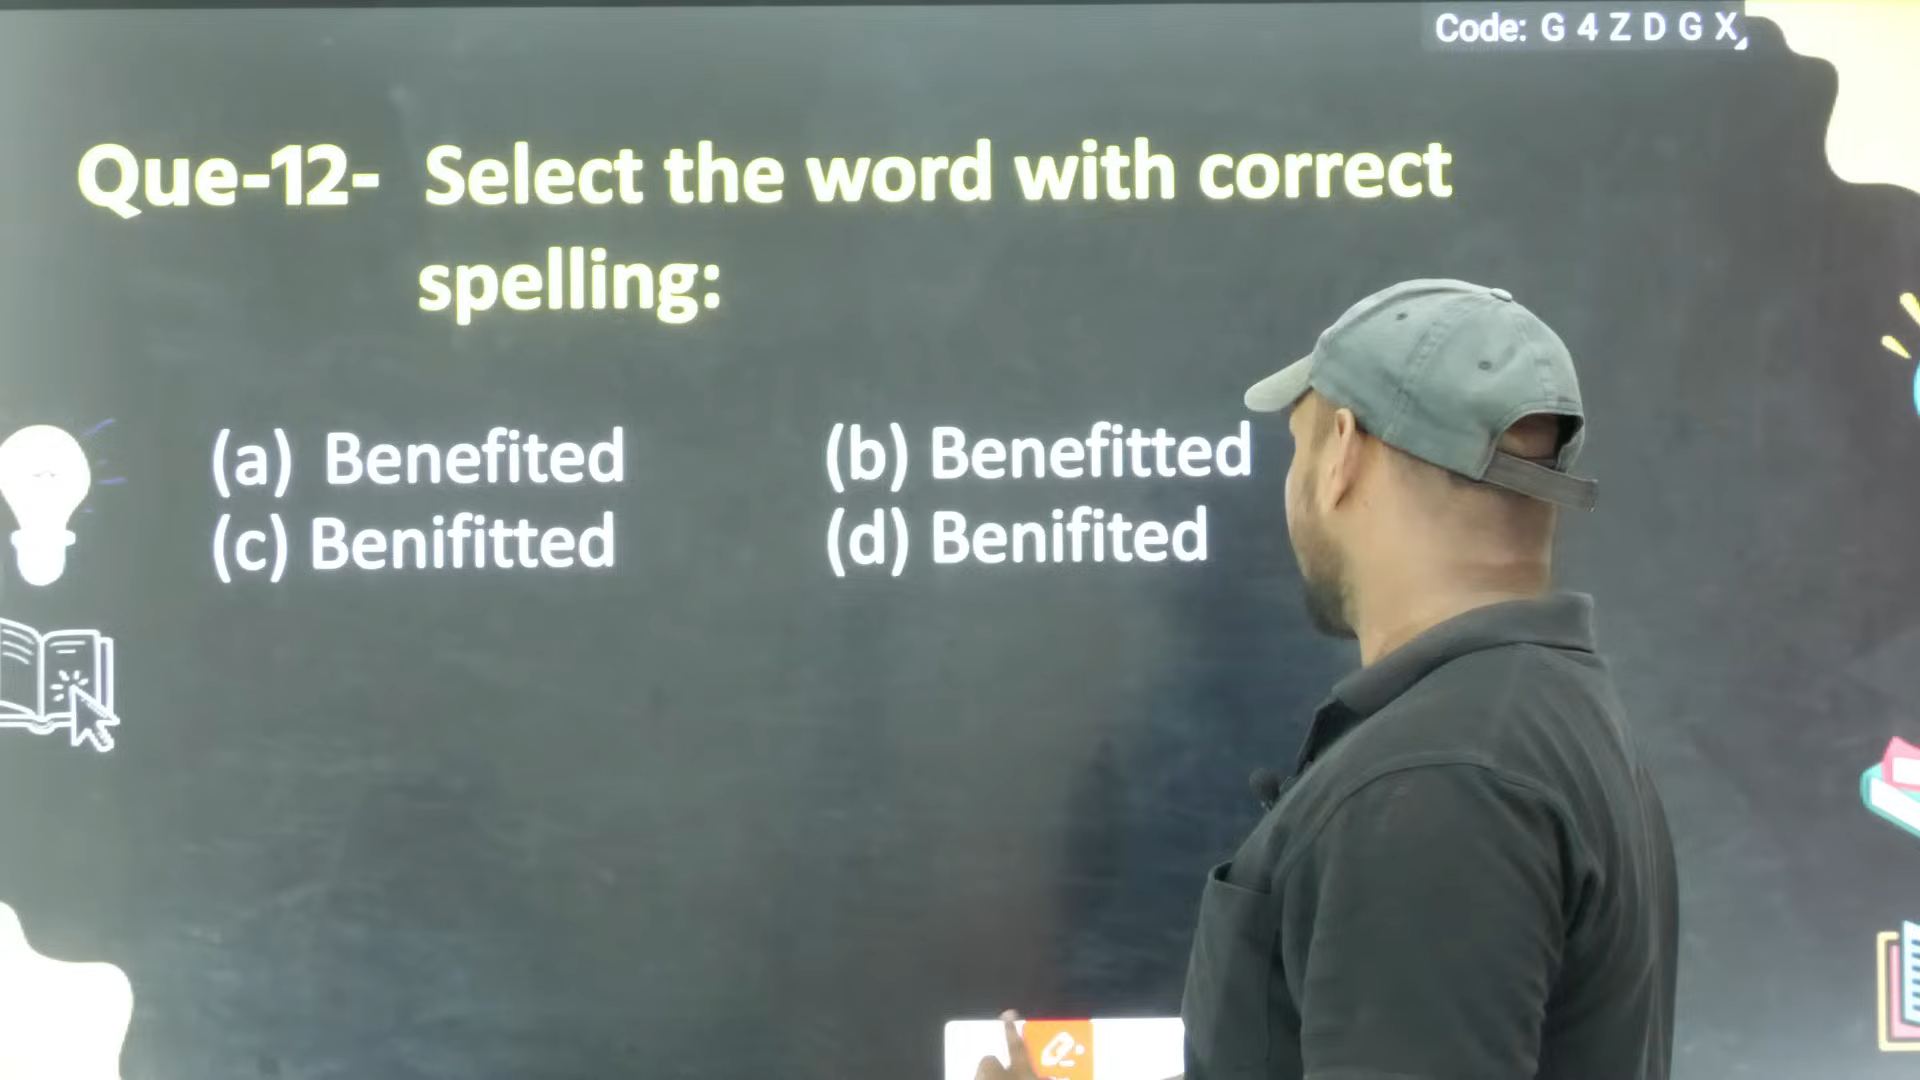 Code: G 4 Z D G X
Que-12- Select the word with correct
spelling:
(a) Benefited (b) Benefitted
(c) Benifitted (d) Benifited